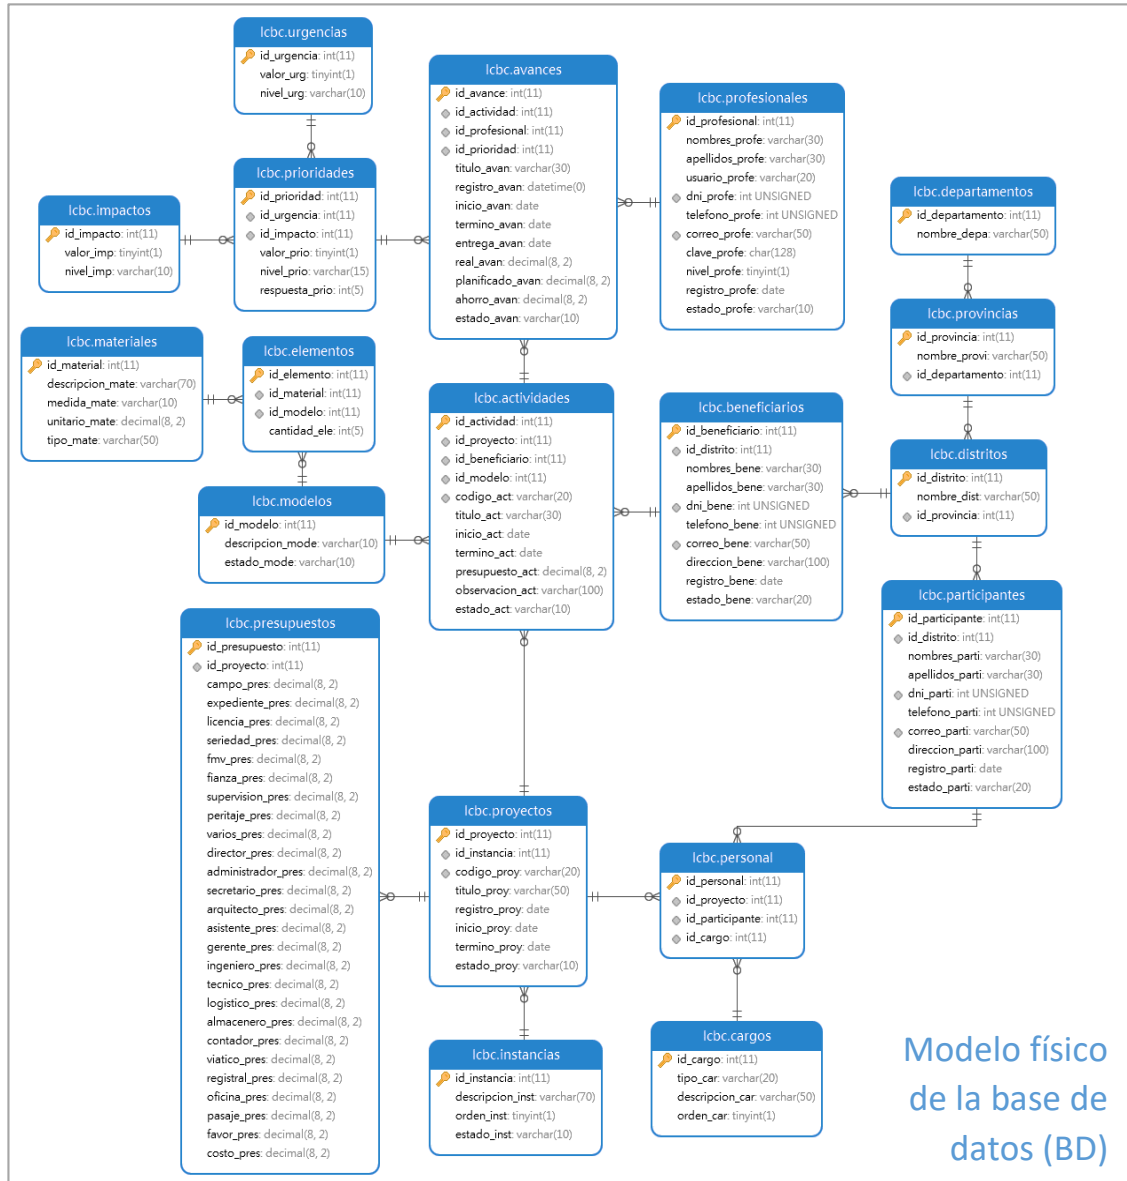 lcbc.urgencias
id_urgencia: int(11)
valor_urg: tinyint(1)
nivel_urg: varchar(10)
lcbc.avances
id_avance: int(11)
id_actividad: int(11)
id_profesional: int(11)
id_prioridad: int(11)
titulo_avan: varchar(30)
registro_avan: datetime(0)
inicio_avan: date
termino_avan: date
entrega_avan: date
real_avan: decimal(8, 2)
planificado_avan: decimal(8, 2)
ahorro_avan: decimal(8, 2)
estado_avan: varchar(10)
lcbc.profesionales
id_profesional: int(11)
nombres_profe: varchar(30)
apellidos_profe: varchar(30)
usuario_profe: varchar(20)
dni_profe: int UNSIGNED
telefono_profe: int UNSIGNED
correo_profe: varchar(50)
clave_profe: char(128)
nivel_profe: tinyint(1)
registro_profe: date
estado_profe: varchar(10)
lcbc.prioridades
id_prioridad: int(11)
id_urgencia: int(11)
id_impacto: int(11)
valor_prio: tinyint(1)
nivel_prio: varchar(15)
respuesta_prio: int(5)
lcbc.impactos
id_impacto: int(11)
valor_imp: tinyint(1)
nivel_imp: varchar(10)
lcbc.departamentos
id_departamento: int(11)
nombre_depa: varchar(50)
lcbc.provincias
id_provincia: int(11)
nombre_provi: varchar(50)
id_departamento: int(11)
lcbc.materiales
id_material: int(11)
descripcion_mate: varchar(70)
medida_mate: varchar(10)
unitario_mate: decimal(8, 2)
tipo_mate: varchar(50)
lcbc.elementos
id_elemento: int(11)
id_material: int(11)
id_modelo: int(11)
cantidad_ele: int(5)
lcbc.actividades
id_actividad: int(11)
id_proyecto: int(11)
id_beneficiario: int(11)
id_modelo: int(11)
codigo_act: varchar(20)
titulo_act: varchar(30)
inicio_act: date
termino_act: date
presupuesto_act: decimal(8, 2)
observacion_act: varchar(100)
estado_act: varchar(10)
lcbc.beneficiarios
id_beneficiario: int(11)
id_distrito: int(11)
nombres_bene: varchar(30)
apellidos_bene: varchar(30)
dni_bene: int UNSIGNED
telefono_bene: int UNSIGNED
correo_bene: varchar(50)
direccion_bene: varchar(100)
registro_bene: date
estado_bene: varchar(20)
lcbc.distritos
id_distrito: int(11)
nombre_dist: varchar(50)
id_provincia: int(11)
lcbc.modelos
id_modelo: int(11)
descripcion_mode: varchar(10)
estado_mode: varchar(10)
lcbc.participantes
id_participante: int(11)
id_distrito: int(11)
nombres_parti: varchar(30)
apellidos_parti: varchar(30)
dni_parti: int UNSIGNED
telefono_parti: int UNSIGNED
correo_parti: varchar(50)
direccion_parti: varchar(100)
registro_parti: date
estado_parti: varchar(20)
lcbc.presupuestos
id_presupuesto: int(11)
id_proyecto: int(11)
campo_pres: decimal(8, 2)
expediente_pres: decimal(8, 2)
licencia_pres: decimal(8, 2)
seriedad_pres: decimal(8, 2)
fmv_pres: decimal(8, 2)
fianza_pres: decimal(8, 2)
supervision_pres: decimal(8, 2)
peritaje_pres: decimal(8, 2)
varios_pres: decimal(8, 2)
director_pres: decimal(8, 2)
administrador_pres: decimal(8, 2)
secretario_pres: decimal(8, 2)
arquitecto_pres: decimal(8, 2)
asistente_pres: decimal(8, 2)
gerente_pres: decimal(8, 2)
ingeniero_pres: decimal(8, 2)
tecnico_pres: decimal(8, 2)
logistico_pres: decimal(8, 2)
almacenero_pres: decimal(8, 2)
contador_pres: decimal(8, 2)
viatico_pres: decimal(8, 2)
registral_pres: decimal(8, 2)
oficina_pres: decimal(8, 2)
pasaje_pres: decimal(8, 2)
favor_pres: decimal(8, 2)
costo_pres: decimal(8, 2)
lcbc.proyectos
id_proyecto: int(11)
id_instancia: int(11)
codigo_proy: varchar(20)
titulo_proy: varchar(50)
registro_proy: date
inicio_proy: date
termino_proy: date
estado_proy: varchar(10)
lcbc.personal
id_personal: int(11)
id_proyecto: int(11)
id_participante: int(11)
id_cargo: int(11)
lcbc.instancias
id_instancia: int(11)
descripcion_inst: varchar(70)
orden_inst: tinyint(1)
estado_inst: varchar(10)
lcbc.cargos
id_cargo: int(11)
tipo_car: varchar(20)
descripcion_car: varchar(50)
orden_car: tinyint(1)
Modelo físico
de la base de
datos (BD)